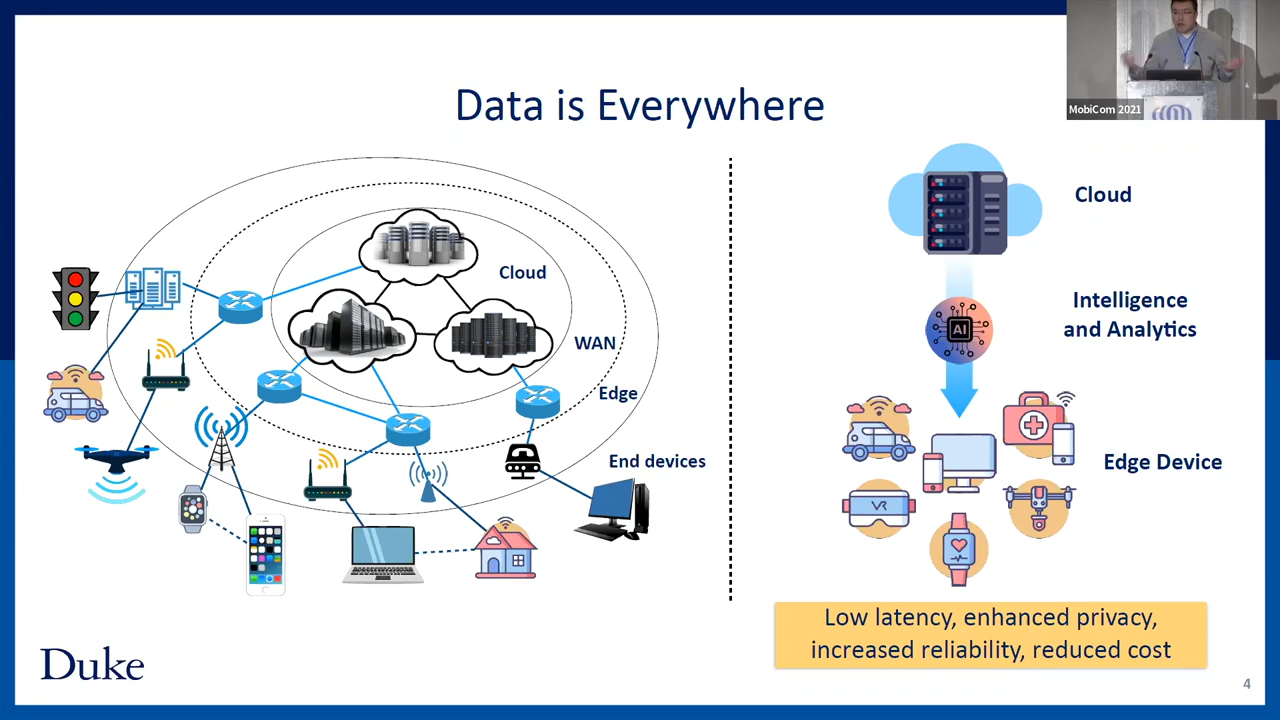 MobiCom 2021
Data is Everywhere
Cloud
WAN
Edge
End devices
Cloud
Intelligence
and Analytics
AI
Edge Device
VR
Low latency, enhanced privacy,
increased reliability, reduced cost
Duke
4